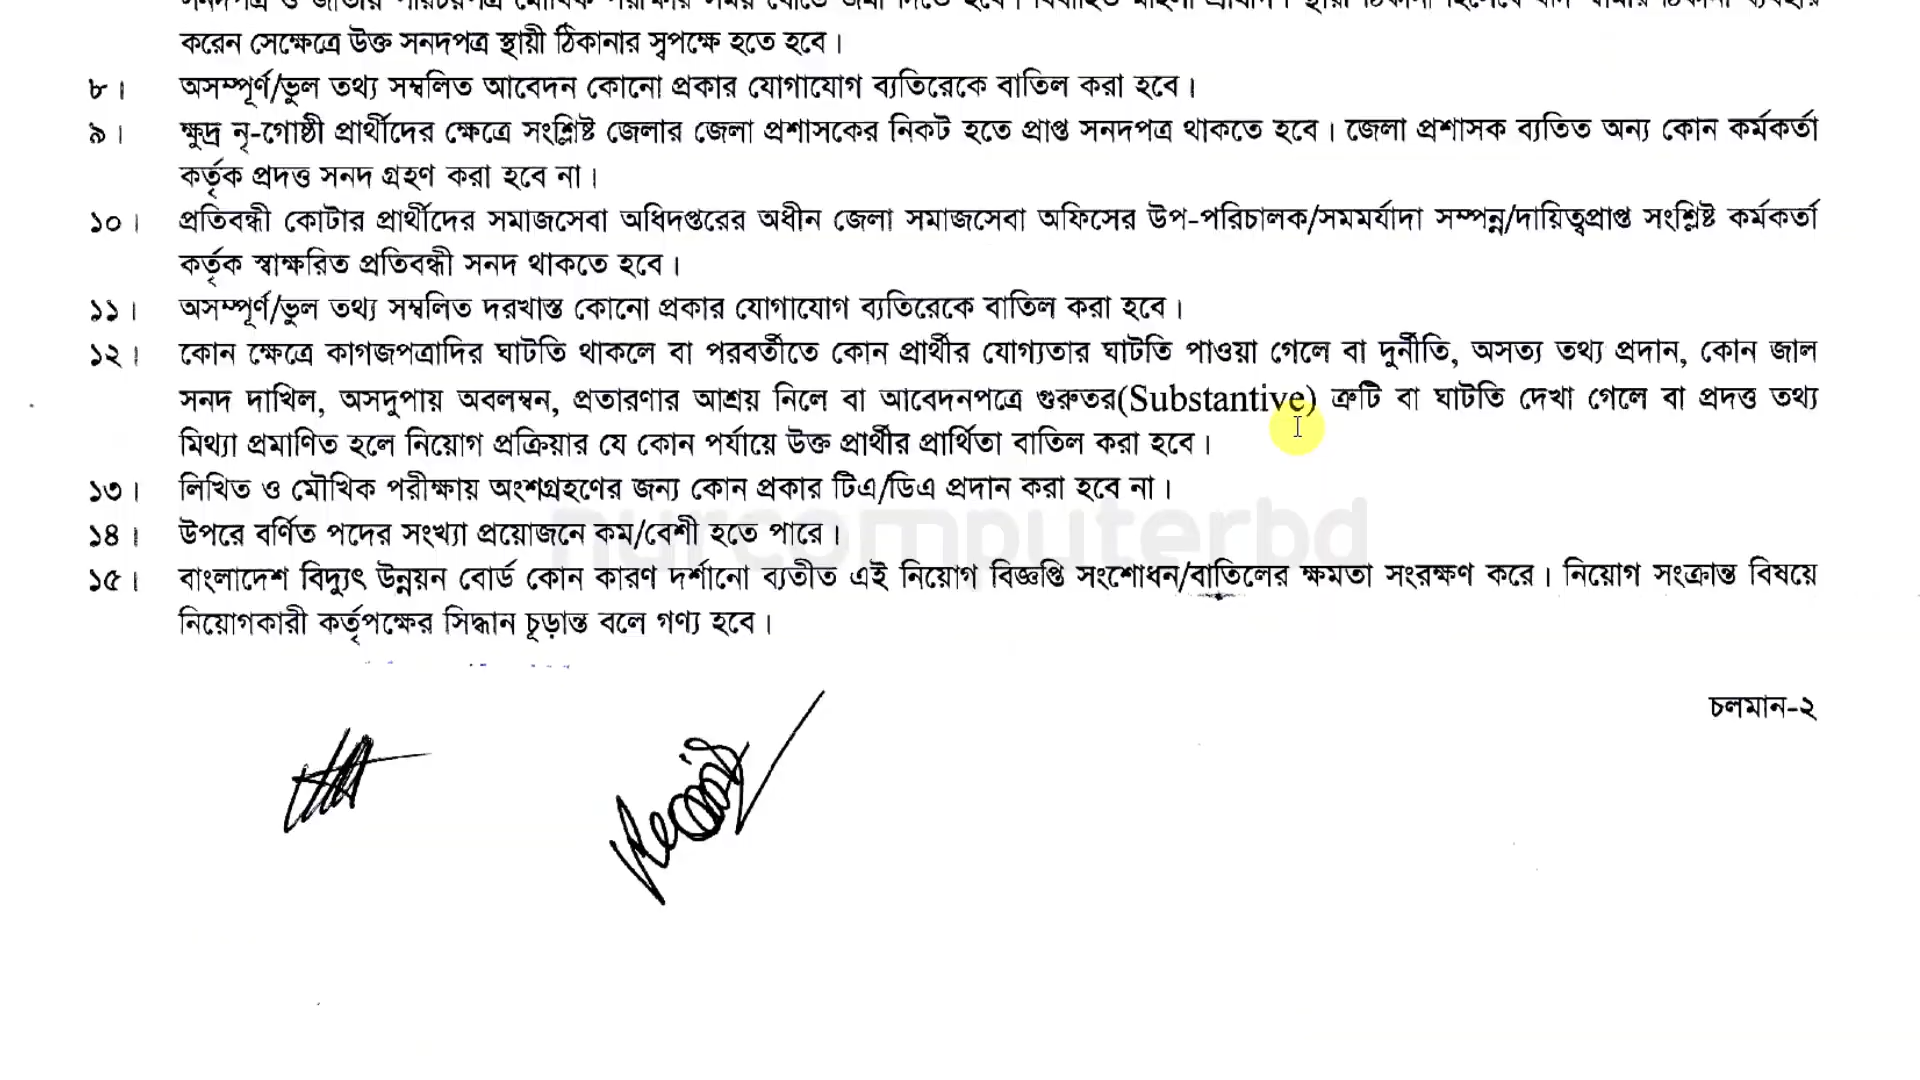 করেন সেক্ষেত্রে উক্ত সনদপত্র স্থায়ী ঠিকানার স্বপক্ষে হতে হবে।
৮। অসম্পূর্ণ/ভুল তথ্য সম্বলিত আবেদন কোনো প্রকার যোগাযোগ ব্যতিরেকে বাতিল করা হবে।
৯। ক্ষুদ্র নৃ-গোষ্ঠী প্রার্থীদের ক্ষেত্রে সংশ্লিষ্ট জেলার জেলা প্রশাসকের নিকট হতে প্রাপ্ত সনদপত্র থাকতে হবে। জেলা প্রশাসক ব্যতিত অন্য কোন কর্মকর্তা
কর্তৃক প্রদত্ত সনদ গ্রহণ করা হবে না।
১০। প্রতিবন্ধী কোটার প্রার্থীদের সমাজসেবা অধিদপ্তরের অধীন জেলা সমাজসেবা অফিসের উপ-পরিচালক/সমমর্যাদা সম্পন্ন/দায়িত্বপ্রাপ্ত সংশ্লিষ্ট কর্মকর্তা
কর্তৃক স্বাক্ষরিত প্রতিবন্ধী সনদ থাকতে হবে।
১১। অসম্পূর্ণ/ভুল তথ্য সম্বলিত দরখাস্ত কোনো প্রকার যোগাযোগ ব্যতিরেকে বাতিল করা হবে।
১২। কোন ক্ষেত্রে কাগজপত্রাদির ঘাটতি থাকলে বা পরবর্তীতে কোন প্রার্থীর যোগ্যতার ঘাটতি পাওয়া গেলে বা দুর্নীতি, অসত্য তথ্য প্রদান, কোন জাল
সনদ দাখিল, অসদুপায় অবলম্বন, প্রতারণার আশ্রয় নিলে বা আবেদনপত্রে গুরুতর(Substantive) ত্রুটি বা ঘাটতি দেখা গেলে বা প্রদত্ত তথ্য
মিথ্যা প্রমাণিত হলে নিয়োগ প্রক্রিয়ার যে কোন পর্যায়ে উক্ত প্রার্থীর প্রার্থিতা বাতিল করা হবে।
১৩। লিখিত ও মৌখিক পরীক্ষায় অংশগ্রহণের জন্য কোন প্রকার টিএ/ডিএ প্রদান করা হবে না।
nurcomputerbd
১৪। উপরে বর্ণিত পদের সংখ্যা প্রয়োজনে কম/বেশী হতে পারে।
১৫। বাংলাদেশ বিদ্যুৎ উন্নয়ন বোর্ড কোন কারণ দর্শানো ব্যতীত এই নিয়োগ বিজ্ঞপ্তি সংশোধন/বাতিলের ক্ষমতা সংরক্ষণ করে। নিয়োগ সংক্রান্ত বিষয়ে
নিয়োগকারী কর্তৃপক্ষের সিদ্ধান চূড়ান্ত বলে গণ্য হবে।
চলমান-২